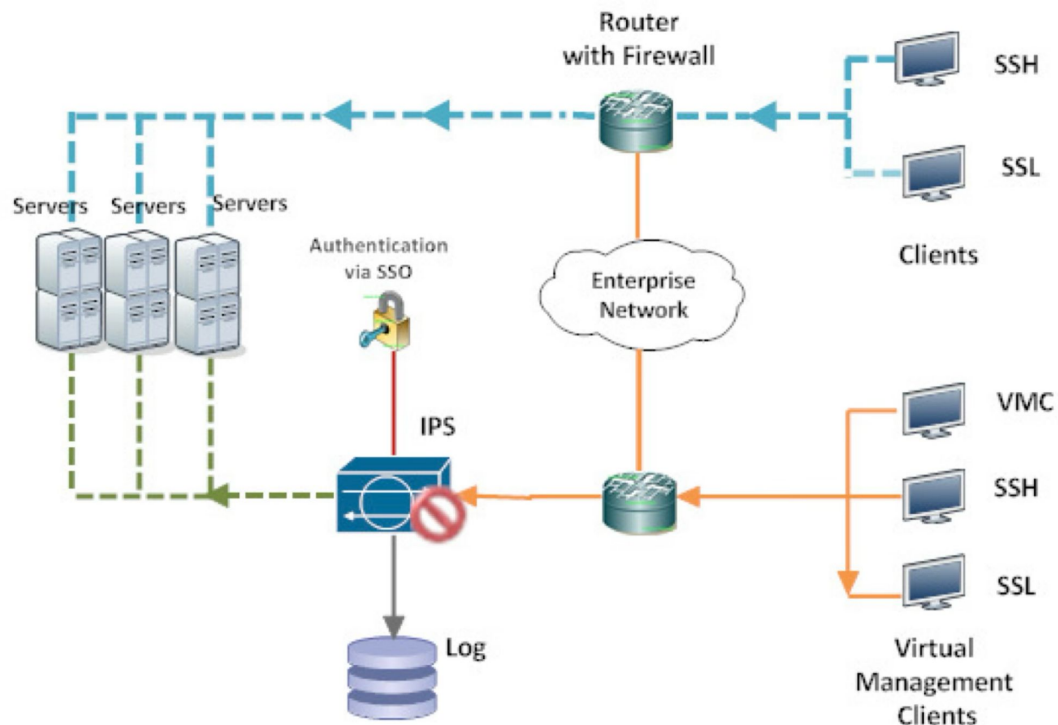 Router
with Firewall
SSH
SSL
Clients
Servers
Servers
Servers
Authentication
via SSO
Enterprise
Network
IPS
VMC
SSH
SSL
Log
Virtual
Management
Clients